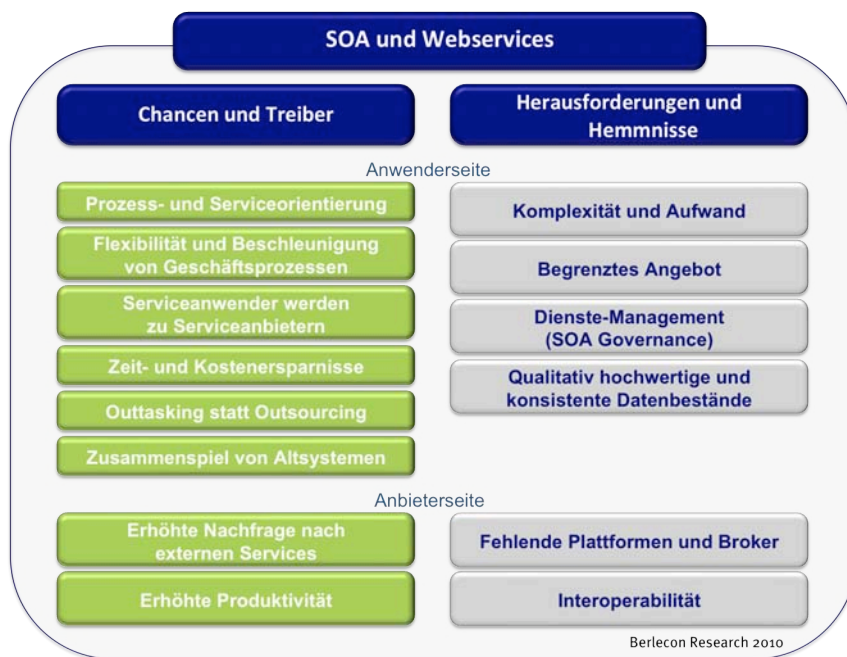 SOA und Webservices
Chancen und Treiber
Herausforderungen und
Hemmnisse
Anwenderseite
Prozess- und Serviceorientierung
Flexibilität und Beschleunigung
von Geschäftsprozessen
Serviceanwender werden
zu Serviceanbietern
Zeit- und Kostenersparnisse
Outtasking statt Outsourcing
Zusammenspiel von Altsystemen
Komplexität und Aufwand
Begrenztes Angebot
Dienste-Management
(SOA Governance)
Qualitativ hochwertige und
konsistente Datenbestände
Anbieterseite
Erhöhte Nachfrage nach
externen Services
Erhöhte Produktivität
Fehlende Plattformen und Broker
Interoperabilität
Berlecon Research 2010